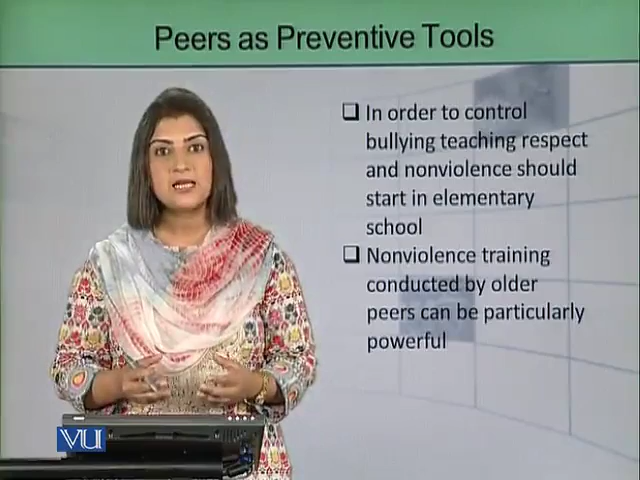 Peers as Preventive Tools
In order to control
bullying teaching respect
and nonviolence should
start in elementary
school
Nonviolence training
conducted by older
peers can be particularly
powerful
VU